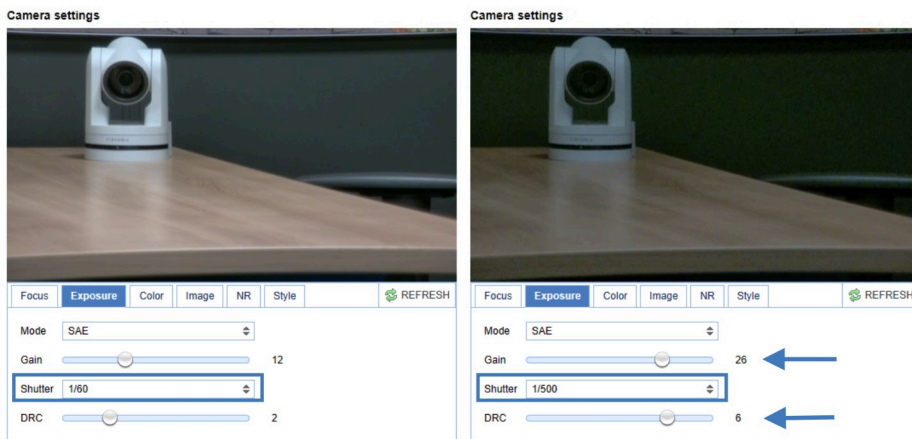 Camera settings
Focus Exposure Color Image NR Style REFRESH
Mode SAE
Gain 12
Shutter 1/60
DRC 2
Camera settings
Focus Exposure Color Image NR Style REFRESH
Mode SAE
Gain 26
Shutter 1/500
DRC 6